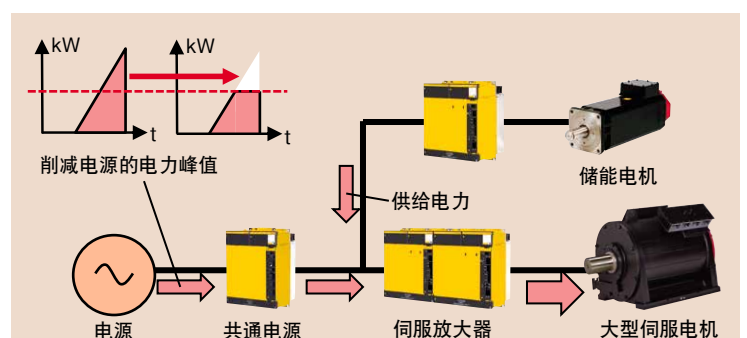 kW
kW
t
t
削减电源的电力峰值
储能电机
供给电力
电源
共通电源
伺服放大器
大型伺服电机